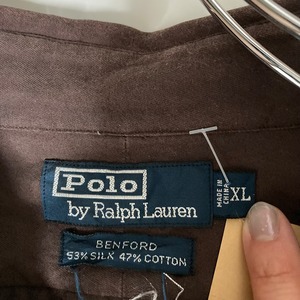 Polo
by Ralph Lauren
MADE IN
CHINA
XL
BENFORD
53% SILK 47% COTTON